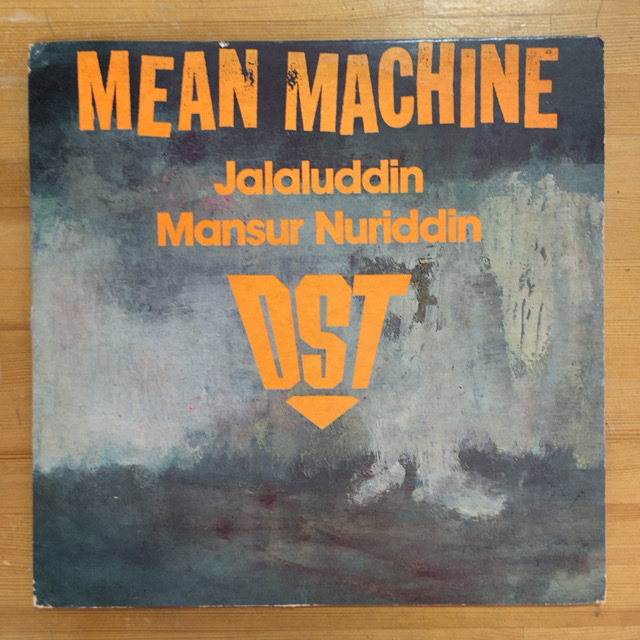 MEAN MACHINE
Jalaluddin
Mansur Nuriddin
DST